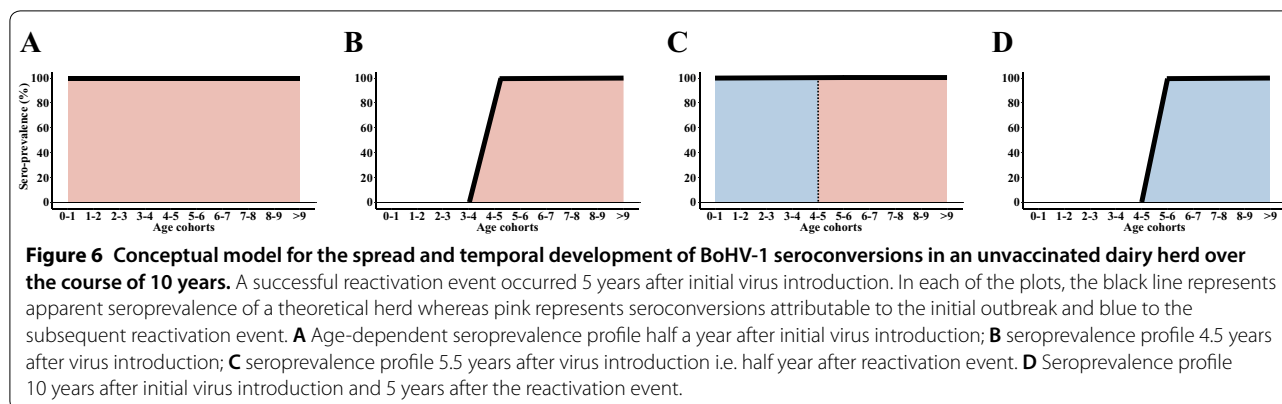 A B C D
Sero-prevalence (%)
100 100 100 100
80 80 80 80
60 60 60 60
40 40 40 40
20 20 20 20
0 0 0 0
0-1 1-2 2-3 3-4 4-5 5-6 6-7 7-8 8-9 >9 0-1 1-2 2-3 3-4 4-5 5-6 6-7 7-8 8-9 >9 0-1 1-2 2-3 3-4 4-5 5-6 6-7 7-8 8-9 >9 0-1 1-2 2-3 3-4 4-5 5-6 6-7 7-8 8-9 >9
Age cohorts Age cohorts Age cohorts Age cohorts
Figure 6 Conceptual model for the spread and temporal development of BoHV-1 seroconversions in an unvaccinated dairy herd over
the course of 10 years. A successful reactivation event occurred 5 years after initial virus introduction. In each of the plots, the black line represents
apparent seroprevalence of a theoretical herd whereas pink represents seroconversions attributable to the initial outbreak and blue to the
subsequent reactivation event. A Age-dependent seroprevalence profile half a year after initial virus introduction; B seroprevalence profile 4.5 years
after virus introduction; C seroprevalence profile 5.5 years after virus introduction i.e. half year after reactivation event. D Seroprevalence profile
10 years after initial virus introduction and 5 years after the reactivation event.